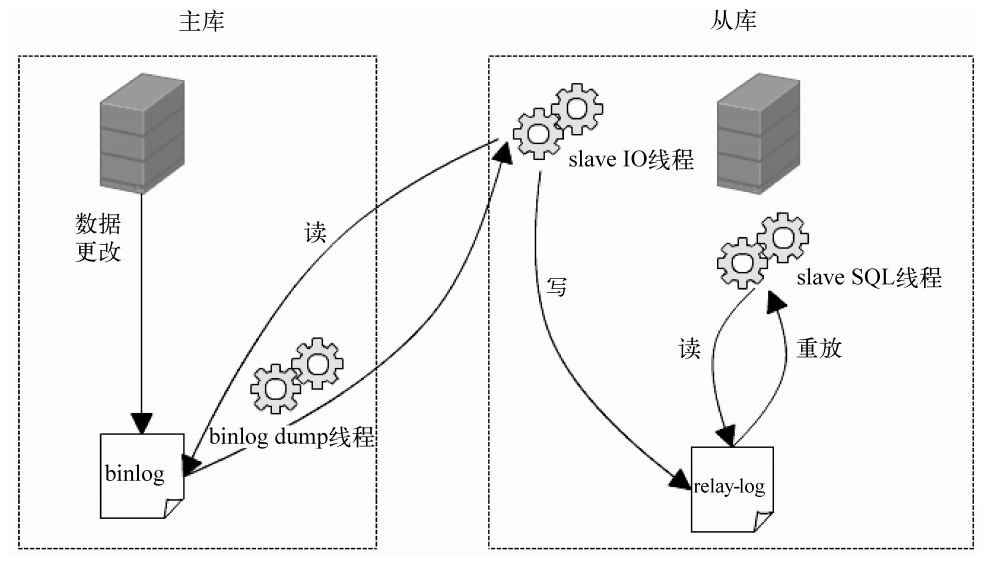 主库
从库
slave IO线程
数据
更改
读
写
slave SQL线程
读
重放
binlog dump线程
binlog
relay-log